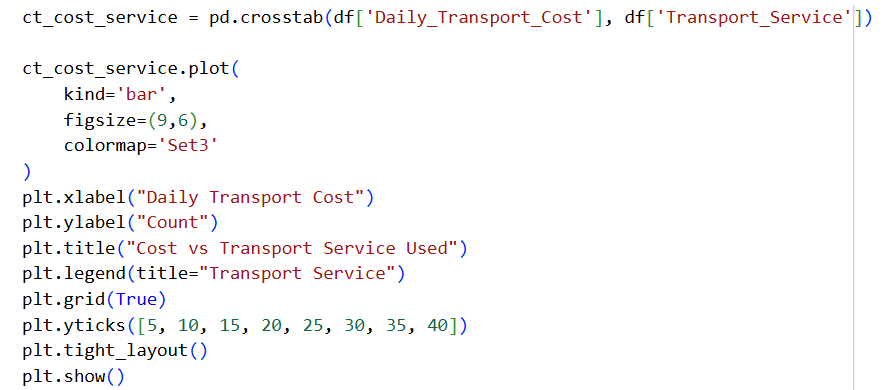 ct_cost_service = pd.crosstab(df['Daily_Transport_Cost'], df['Transport_Service'])
ct_cost_service.plot(
    kind='bar',
    figsize=(9,6),
    colormap='Set3'
)
plt.xlabel("Daily Transport Cost")
plt.ylabel("Count")
plt.title("Cost vs Transport Service Used")
plt.legend(title="Transport Service")
plt.grid(True)
plt.yticks([5, 10, 15, 20, 25, 30, 35, 40])
plt.tight_layout()
plt.show()